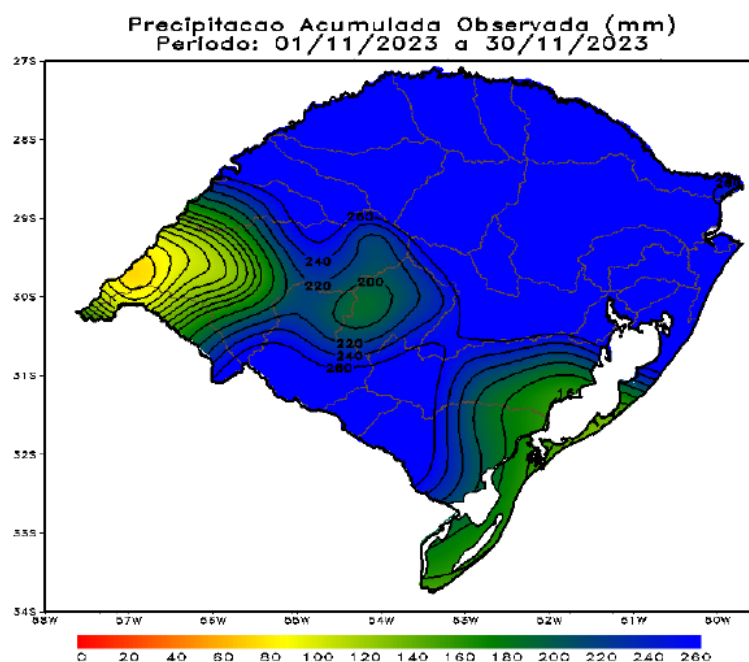 Precipitacao Acumulada Observada (mm)
Periodo: 01/11/2023 a 30/11/2023
27S
28S
29S
30S
31S
32S
33S
34S
260
260
240
220
200
220
240
260
161
58W 57W 56W 55W 54W 53W 52W 51W 50W
0 20 40 60 80 100 120 140 160 180 200 220 240 260